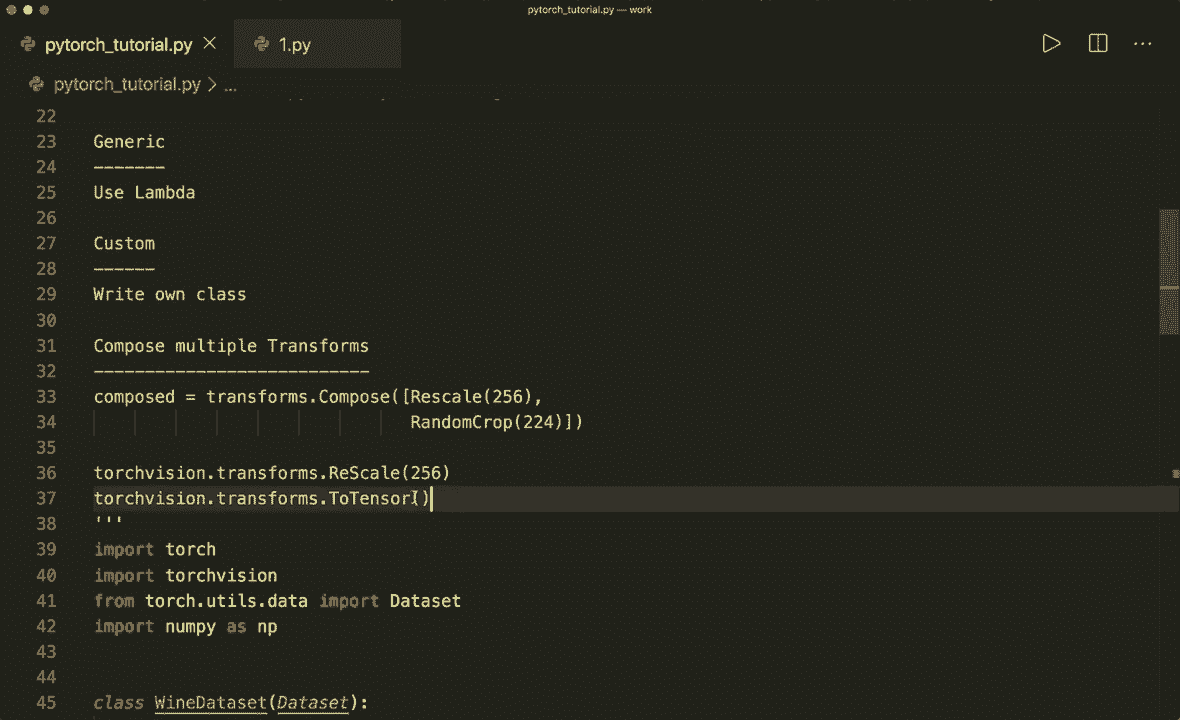 pytorch_tutorial.py — work
pytorch_tutorial.py 1.py
pytorch_tutorial.py > ...
22
23 Generic
24 -------
25 Use Lambda
26
27 Custom
28 ------
29 Write own class
30
31 Compose multiple Transforms
32 ---------------------------
33 composed = transforms.Compose([Rescale(256),
34 RandomCrop(224)])
35
36 torchvision.transforms.ReScale(256)
37 torchvision.transforms.ToTensor()
38 '''
39 import torch
40 import torchvision
41 from torch.utils.data import Dataset
42 import numpy as np
43
44
45 class WineDataset(Dataset):